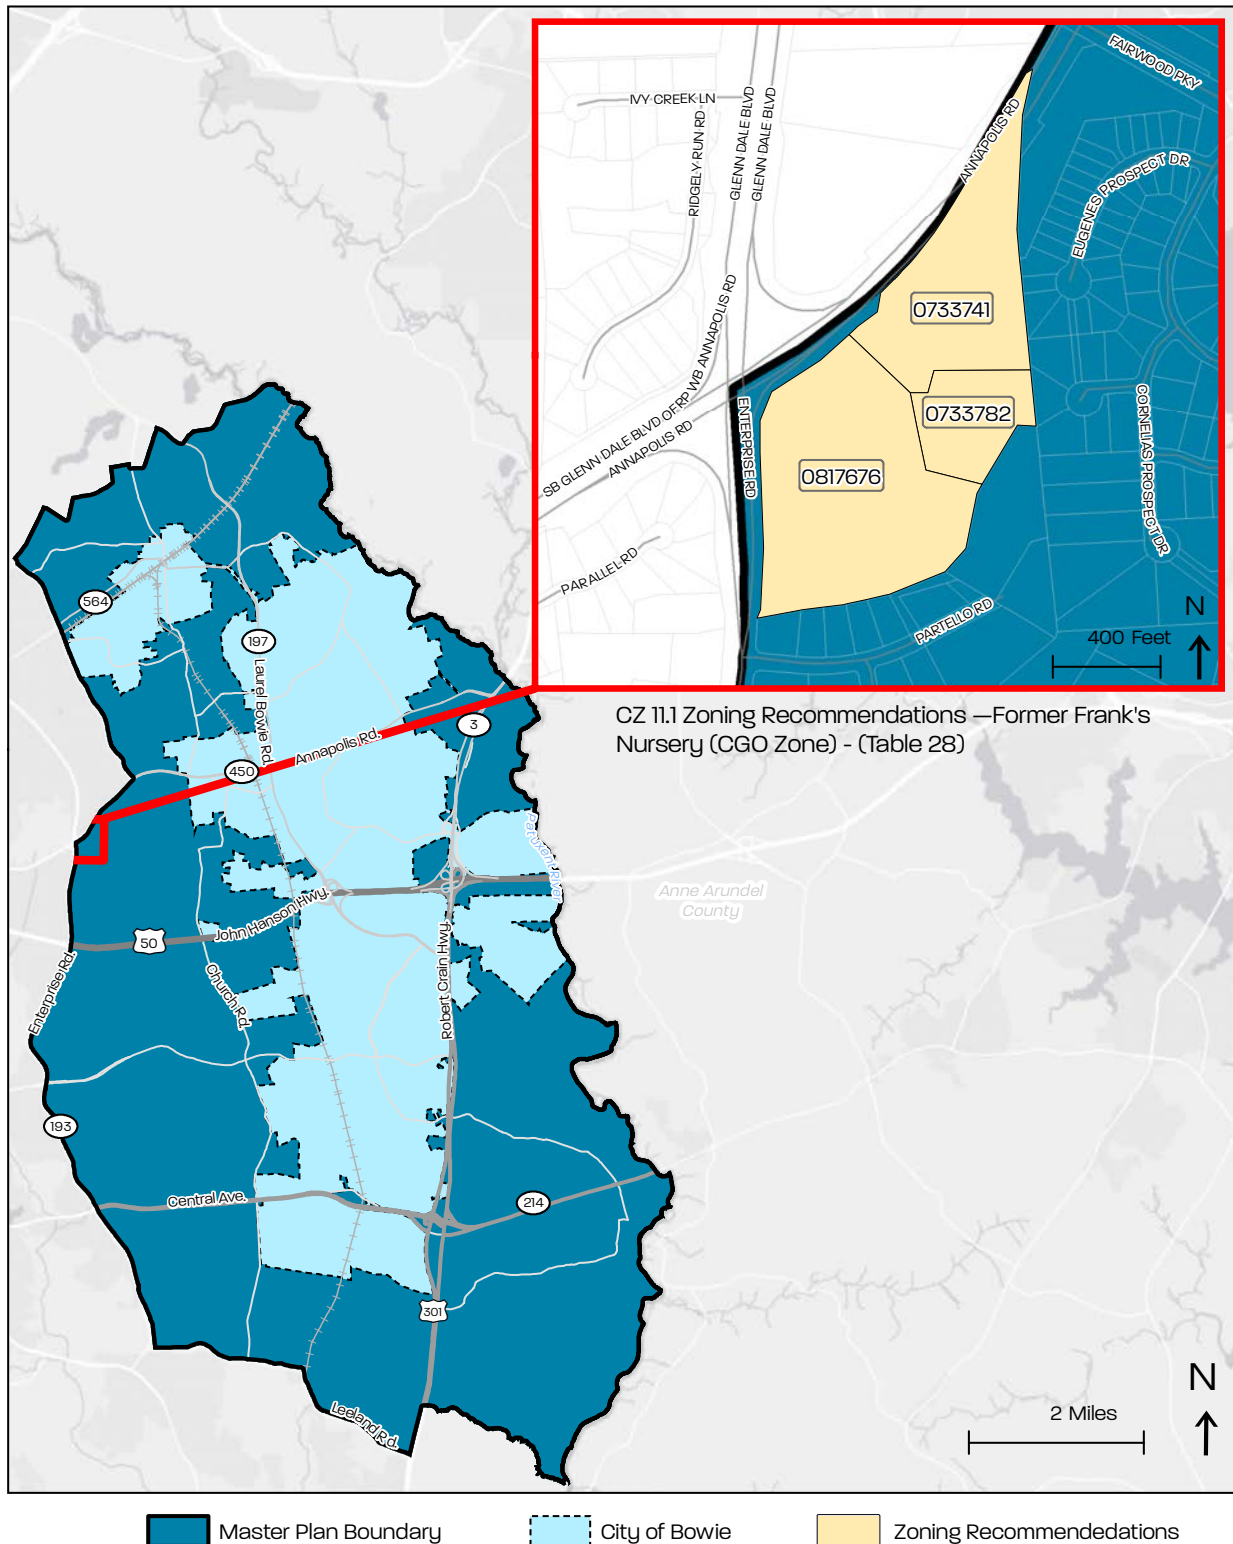 FAIRWOOD PKY
IVY CREEK LN
RIDGELY RUN RD
GLENN DALE BLVD
GLENN DALE BLVD
ANNAPOLIS RD
EUGENES PROSPECT DR
0733741
SB GLENN DALE BLVD OFRP WB ANNAPOLIS RD
ANNAPOLIS RD
ENTERPRISE RD
0733782
CORNELIAS PROSPECT DR
0817676
PARALLEL RD
PARTELLO RD
N
400 Feet
CZ 11.1 Zoning Recommendations —Former Frank's
Nursery (CGO Zone) - (Table 28)
564
197
Laurel Bowie Rd.
3
Annapolis Rd.
450
Patuxent River
Anne Arundel
County
John Hanson Hwy.
50
Enterprise Rd.
Church Rd.
Robert Crain Hwy.
193
Central Ave.
214
301
Leeland Rd.
N
2 Miles
Master Plan Boundary
City of Bowie
Zoning Recommendedations